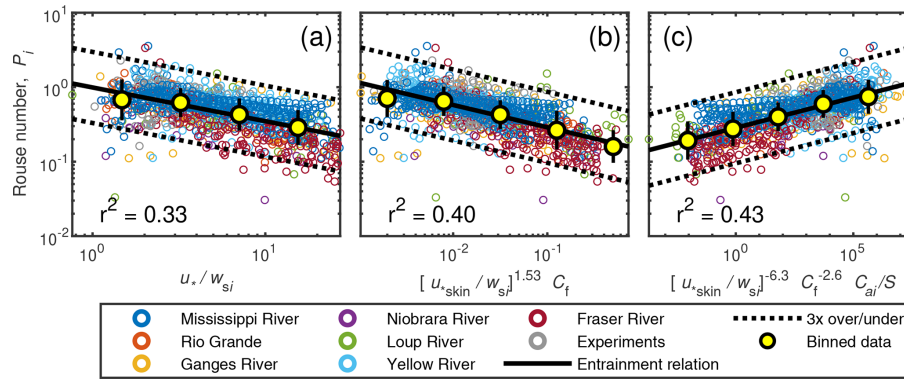 10^1
10^0
10^-1
10^-2
Rouse number, P_i
(a)
(b)
(c)
r^2 = 0.33
r^2 = 0.40
r^2 = 0.43
10^0 10^1
10^-2 10^-1
10^0 10^5
u_* / w_si
[ u_*skin / w_si]^1.53 C_f
[ u_*skin / w_si]^-6.3 C_f^-2.6 C_ai/S
Mississippi River
Niobrara River
Fraser River
3x over/under
Rio Grande
Loup River
Experiments
Binned data
Ganges River
Yellow River
Entrainment relation